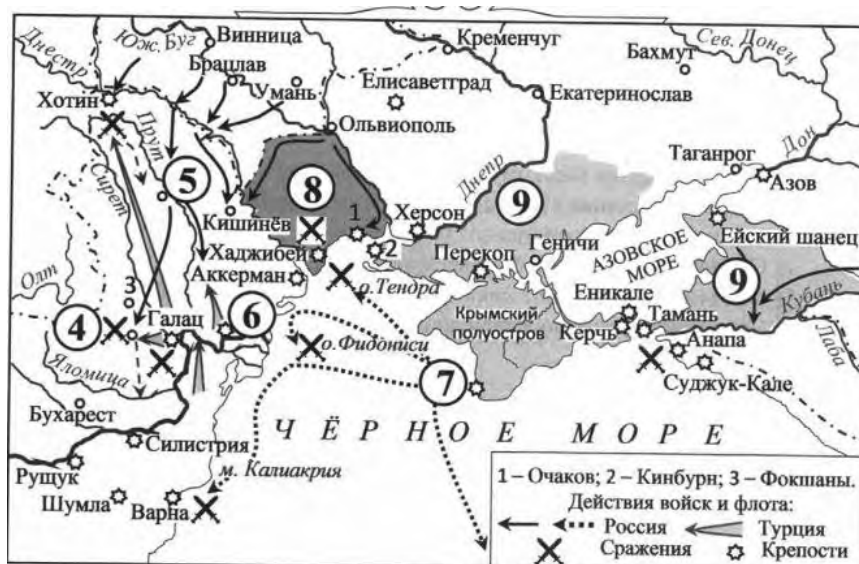 Днестр
Юж. Буг
Винница
Кременчуг
Бахмут
Сев. Донец
Брацлав
Хотин
Умань
Елисаветград
Екатеринослав
Ольвиополь
Прут
Сирет
Таганрог
Дон
Азов
5
8
Днепр
9
Кишинёв
1
Херсон
Ейский шанец
Хаджибей
2
Геничи
АЗОВСКОЕ
МОРЕ
9
Олт
Аккерман
Перекоп
3
о.Тендра
Еникале
Кубань
4
Галац
6
Крымский
полуостров
Керчь
Тамань
Анапа
Лаба
о.Фидониси
Яломица
7
Суджук-Кале
Бухарест
ЧЁРНОЕ МОРЕ
Силистрия
м. Калиакрия
Рущук
Шумла
Варна
1 – Очаков; 2 – Кинбурн; 3 – Фокшаны.
Действия войск и флота:
Россия
Турция
Сражения
Крепости